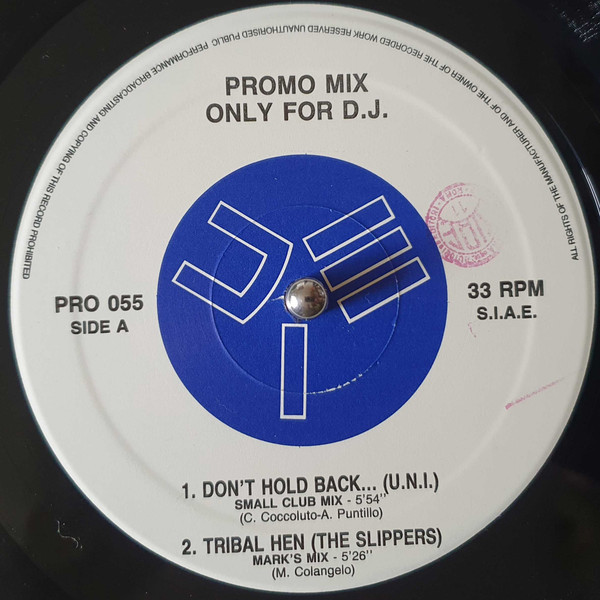 ALL RIGHTS OF THE MANUFACTURER AND OF THE OWNER OF THE RECORDED WORK RESERVED UNAUTHORISED PUBLIC PERFORMANCE BROADCASTING AND COPYING OF THIS RECORD PROHIBITED
PROMO MIX
ONLY FOR D.J.
PRO 055
SIDE A
33 RPM
S.I.A.E.
1. DON'T HOLD BACK... (U.N.I.)
SMALL CLUB MIX - 5'54"
(C. Coccoluto-A. Puntillo)
2. TRIBAL HEN (THE SLIPPERS)
MARK'S MIX - 5'26"
(M. Colangelo)